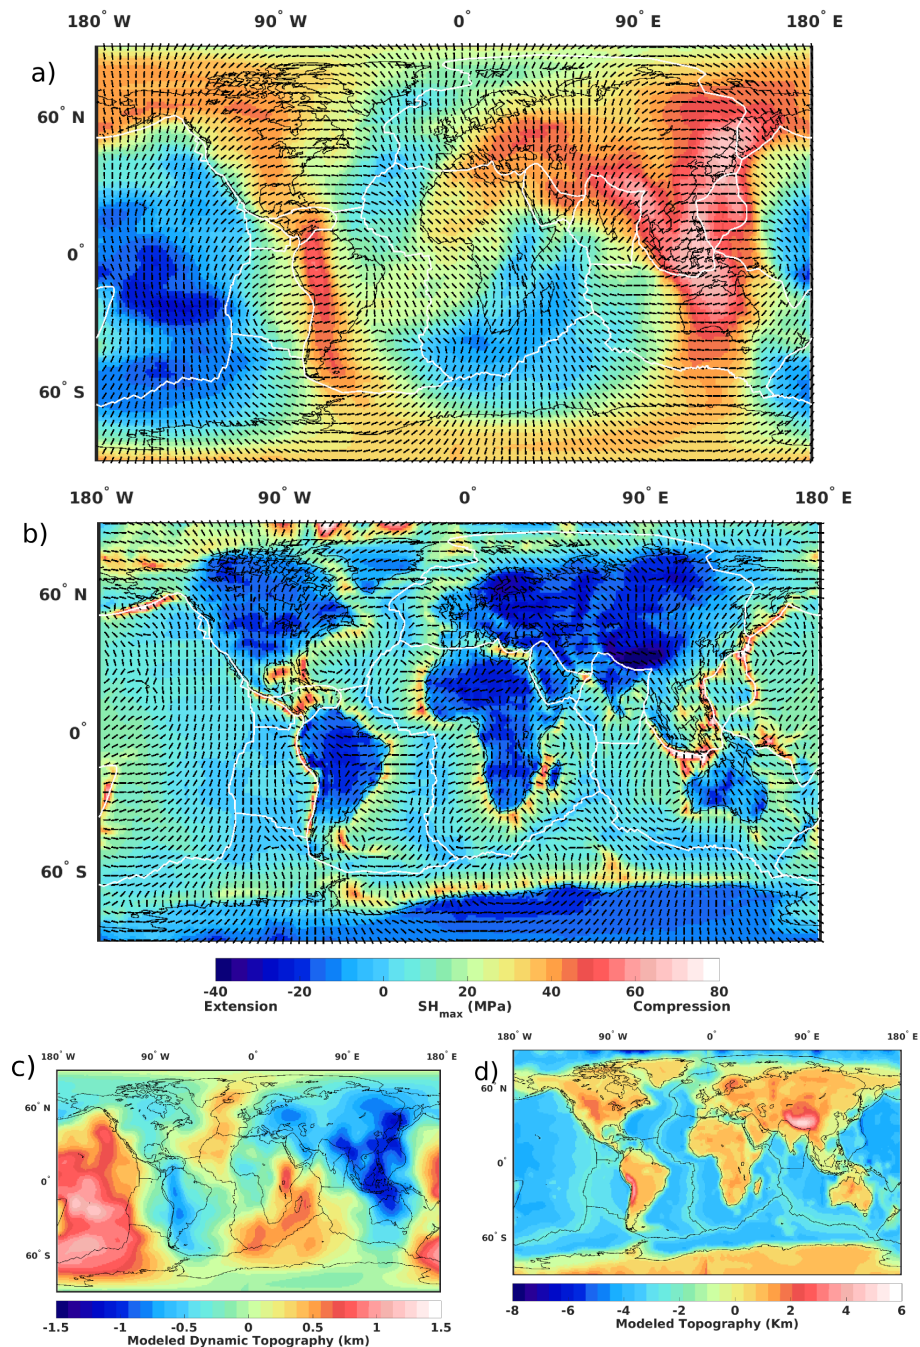 180° W 90° W 0° 90° E 180° E
a)
60° N
0°
60° S
180° W 90° W 0° 90° E 180° E
b)
60° N
0°
60° S
-40 -20 0 20 40 60 80
Extension SHmax (MPa) Compression
c)
180° W 90° W 0° 90° E 180° E
60° N
0°
60° S
-1.5 -1 -0.5 0 0.5 1 1.5
Modeled Dynamic Topography (km)
d)
180° W 90° W 0° 90° E 180° E
60° N
0°
60° S
-8 -6 -4 -2 0 2 4 6
Modeled Topography (Km)